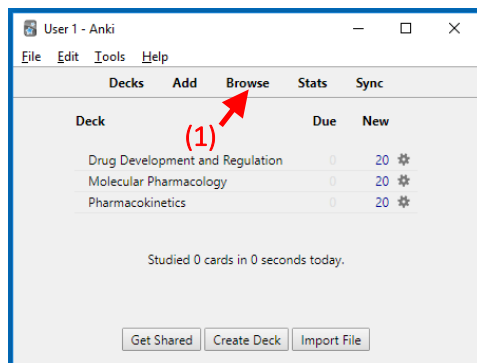 User 1 - Anki
File Edit Tools Help
Decks Add Browse Stats Sync
Deck Due New
(1)
Drug Development and Regulation 0 20
Molecular Pharmacology 0 20
Pharmacokinetics 0 20
Studied 0 cards in 0 seconds today.
Get Shared Create Deck Import File